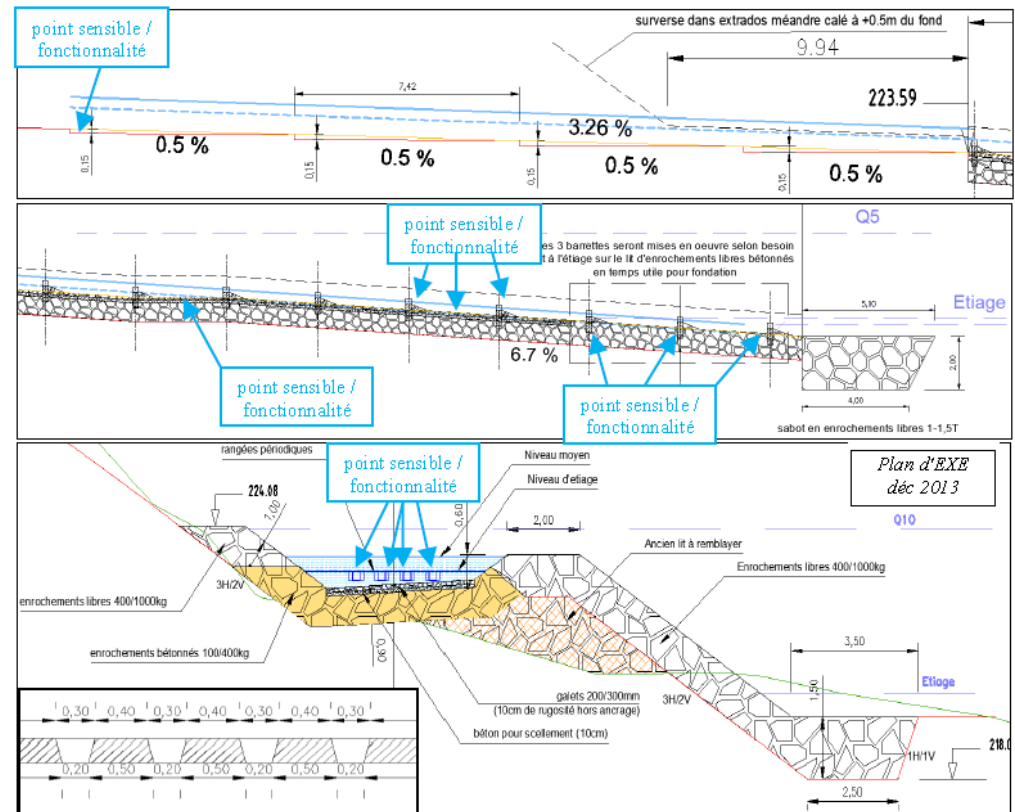 point sensible /
fonctionnalité
surverse dans extrados méandre calé à +0.5m du fond
9.94
7,42
223.59
3.26 %
0.5 %
0.5 %
0.5 %
0.5 %
0,15
0,15
0,15
0,15
Q5
point sensible /
fonctionnalité
es 3 barrettes seront mises en oeuvre selon besoin
t à l'étiage sur le lit d'enrochements libres bétonnés
en temps utile pour fondation
5,10
Etiage
6.7 %
2,00
point sensible /
fonctionnalité
point sensible /
fonctionnalité
4,00
sabot en enrochements libres 1-1,5T
rangées périodiques
point sensible /
fonctionnalité
Niveau moyen
Niveau d'etiage
Plan d'EXE
déc 2013
224.08
1,00
0,60
2,00
Q10
Ancien lit à remblayer
Enrochements libres 400/1000kg
3H/2V
enrochements libres 400/1000kg
enrochements bétonnés 100/400kg
0,60
3,50
Etiage
1,50
galets 200/300mm
(10cm de rugosité hors ancrage)
3H/2V
béton pour scellement (10cm)
1H/1V
218.0
2,50
0,30 0,40 0,30 0,40 0,30 0,40 0,30
0,20 0,50 0,20 0,50 0,20 0,50 0,20